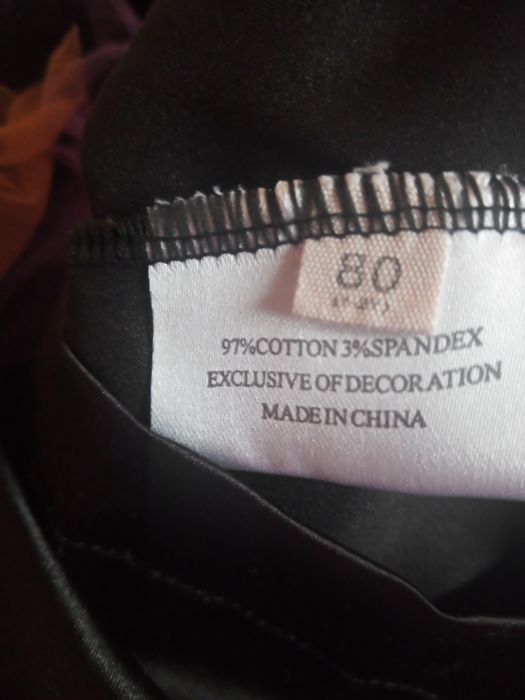 80
97%COTTON 3%SPANDEX
EXCLUSIVE OF DECORATION
MADE IN CHINA